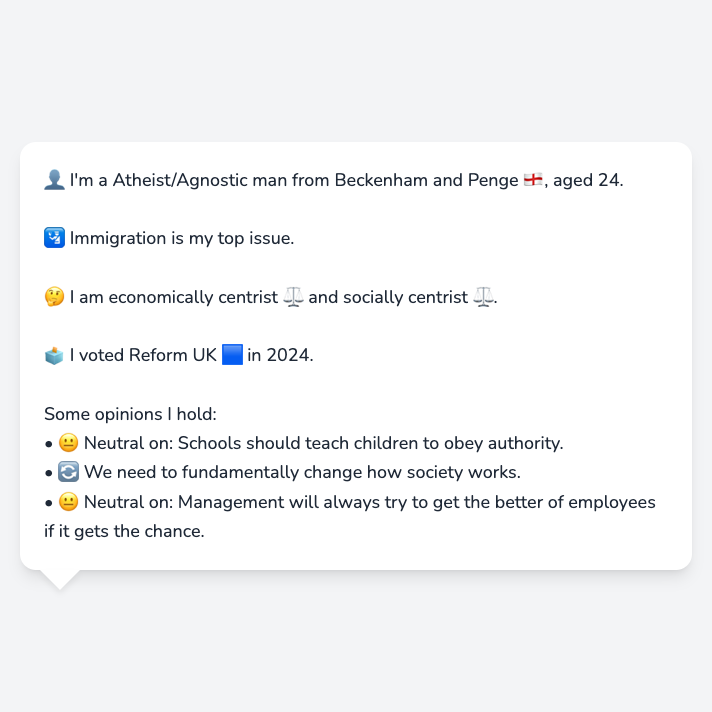 👤 I'm a Atheist/Agnostic man from Beckenham and Penge 🏴󠁧󠁢󠁥󠁮󠁧󠁿, aged 24.
🛂 Immigration is my top issue.
🤔 I am economically centrist ⚖️ and socially centrist ⚖️.
🗳️ I voted Reform UK 🟦 in 2024.
Some opinions I hold:
• 😐 Neutral on: Schools should teach children to obey authority.
• 🔄 We need to fundamentally change how society works.
• 😐 Neutral on: Management will always try to get the better of employees
if it gets the chance.